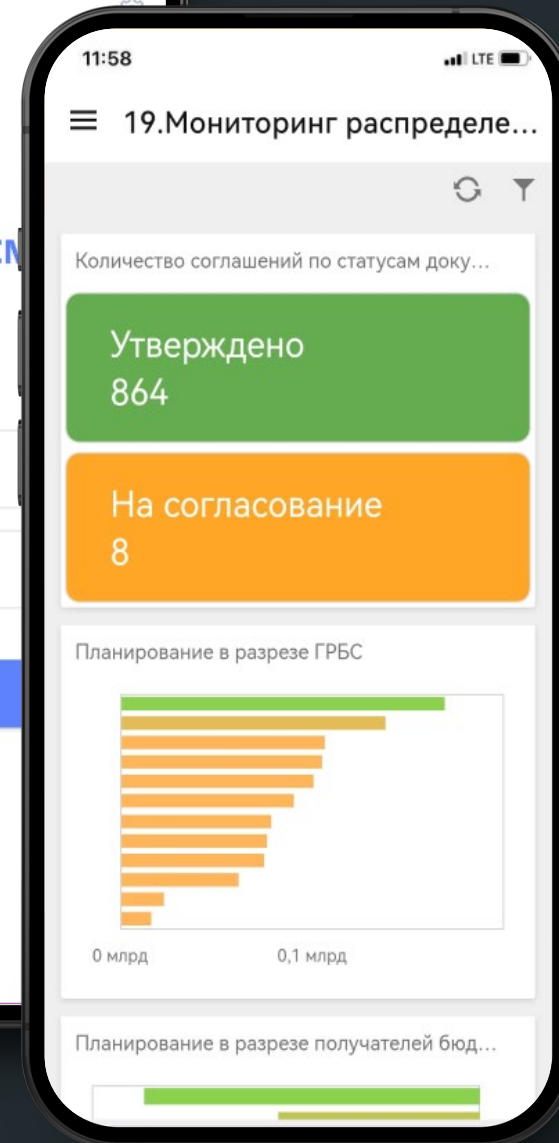 11:58
LTE
19.Мониторинг распределе...
Количество соглашений по статусам доку...
Утверждено
864
На согласование
8
Планирование в разрезе ГРБС
0 млрд
0,1 млрд
Планирование в разрезе получателей бюд...